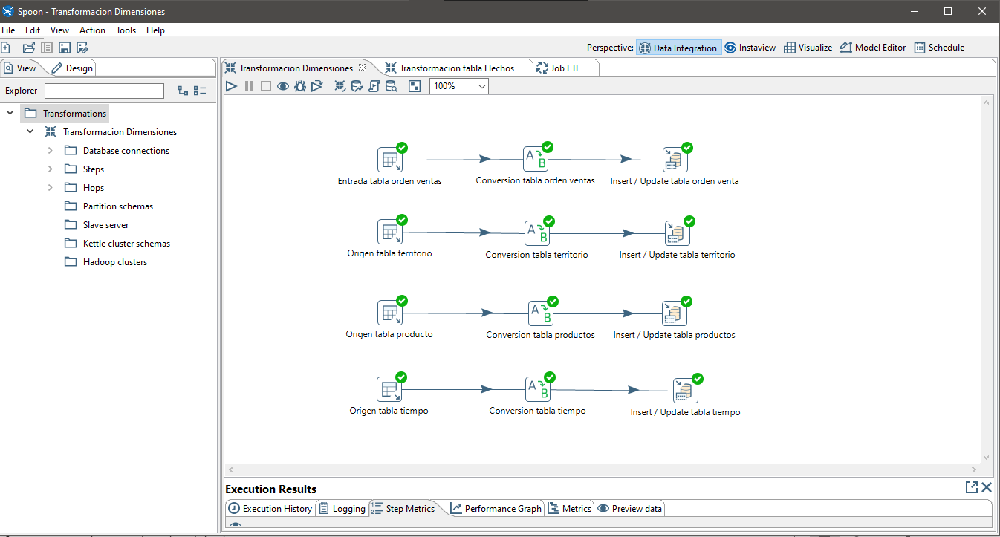 Spoon - Transformacion Dimensiones
File Edit View Action Tools Help
Perspective: Data Integration Instaview Visualize Model Editor Schedule
View Design
Explorer
Transformations
Transformacion Dimensiones
Database connections
Steps
Hops
Partition schemas
Slave server
Kettle cluster schemas
Hadoop clusters
Transformacion Dimensiones Transformacion tabla Hechos Job ETL
100%
A B A B A B A B
Entrada tabla orden ventas Conversion tabla orden ventas Insert / Update tabla orden venta
Origen tabla territorio Conversion tabla territorio Insert / Update tabla territorio
Origen tabla producto Conversion tabla productos Insert / Update tabla productos
Origen tabla tiempo Conversion tabla tiempo Insert / Update tabla tiempo
Execution Results
Execution History Logging Step Metrics Performance Graph Metrics Preview data